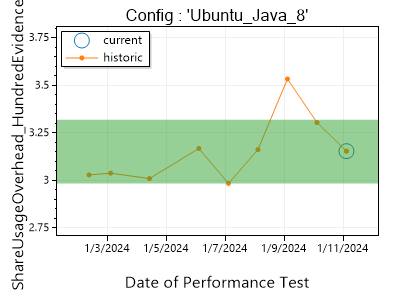 Config : 'Ubuntu_Java_8'
ShareUsageOverhead_HundredEvidence
current
historic
3.75
3.5
3.25
3
2.75
1/3/2024
1/5/2024
1/7/2024
1/9/2024
1/11/2024
Date of Performance Test